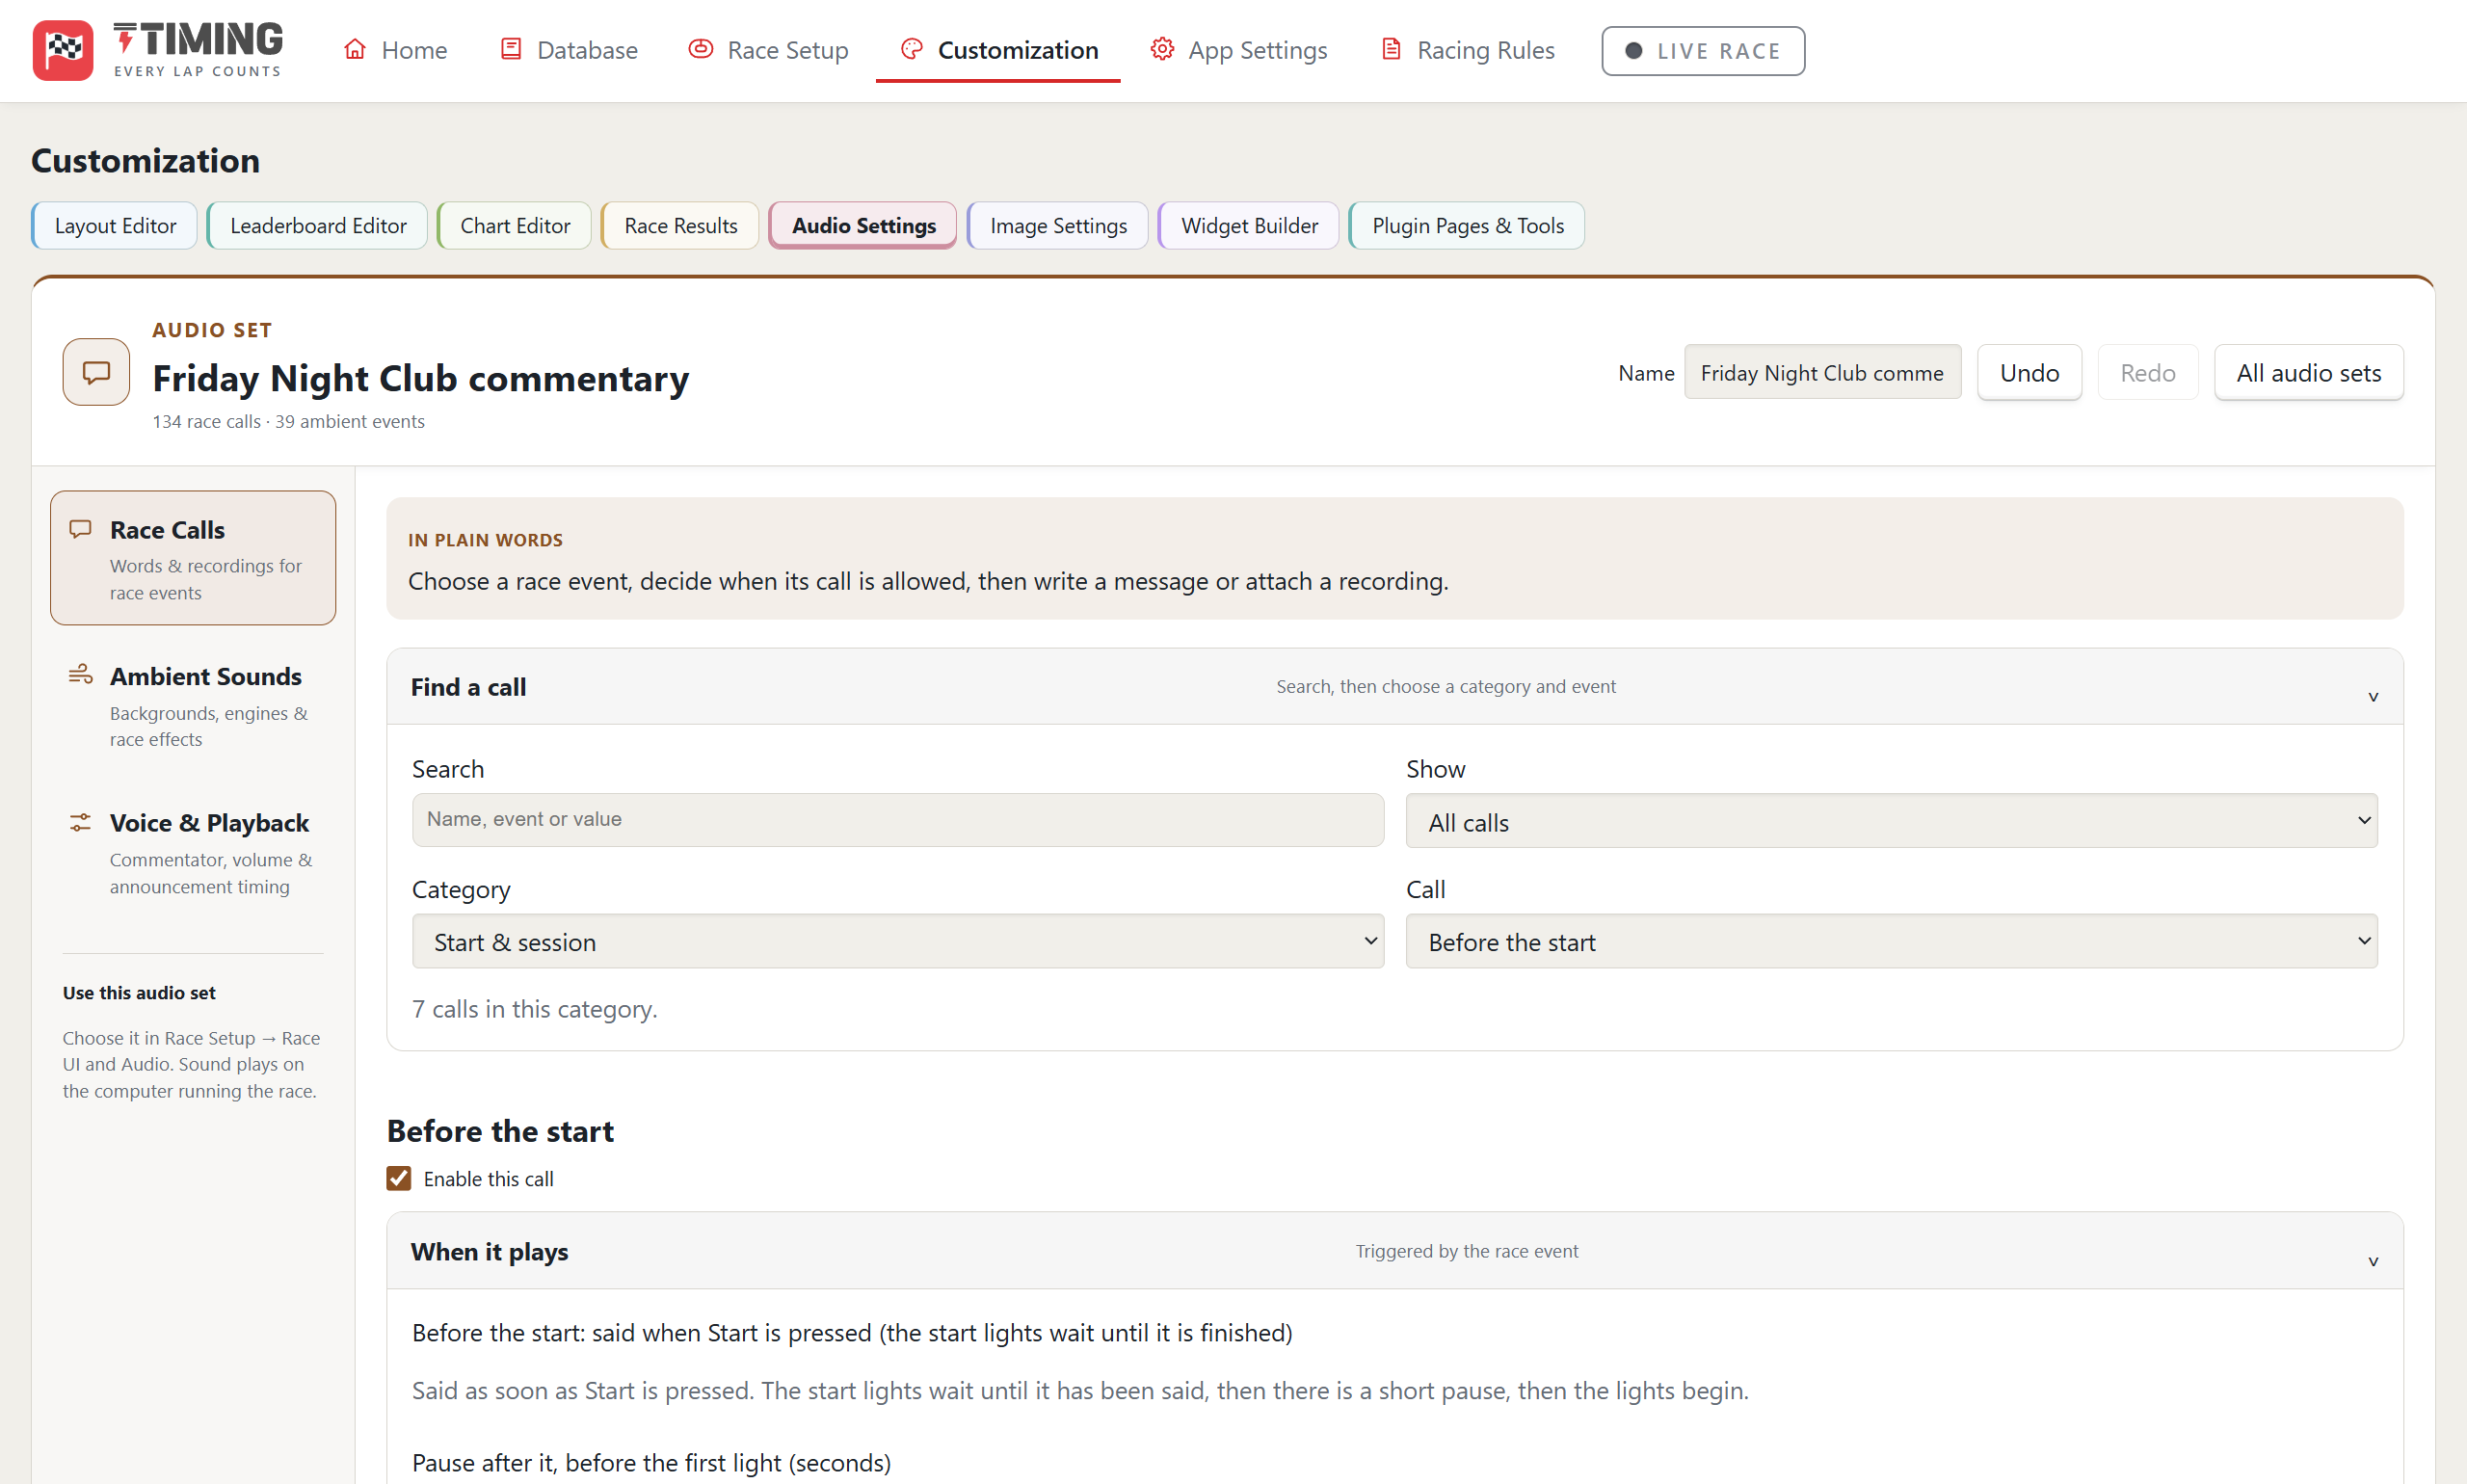 TIMING
EVERY LAP COUNTS
Home
Database
Race Setup
Customization
App Settings
Racing Rules
LIVE RACE
Customization
Layout Editor
Leaderboard Editor
Chart Editor
Race Results
Audio Settings
Image Settings
Widget Builder
Plugin Pages & Tools
AUDIO SET
Friday Night Club commentary
134 race calls · 39 ambient events
Name
Friday Night Club comme
Undo
Redo
All audio sets
Race Calls
Words & recordings for
race events
Ambient Sounds
Backgrounds, engines &
race effects
Voice & Playback
Commentator, volume &
announcement timing
Use this audio set
Choose it in Race Setup → Race
UI and Audio. Sound plays on
the computer running the race.
IN PLAIN WORDS
Choose a race event, decide when its call is allowed, then write a message or attach a recording.
Find a call
Search, then choose a category and event
v
Search
Name, event or value
Show
All calls
Category
Start & session
Call
Before the start
7 calls in this category.
Before the start
Enable this call
When it plays
Triggered by the race event
v
Before the start: said when Start is pressed (the start lights wait until it is finished)
Said as soon as Start is pressed. The start lights wait until it has been said, then there is a short pause, then the lights begin.
Pause after it, before the first light (seconds)